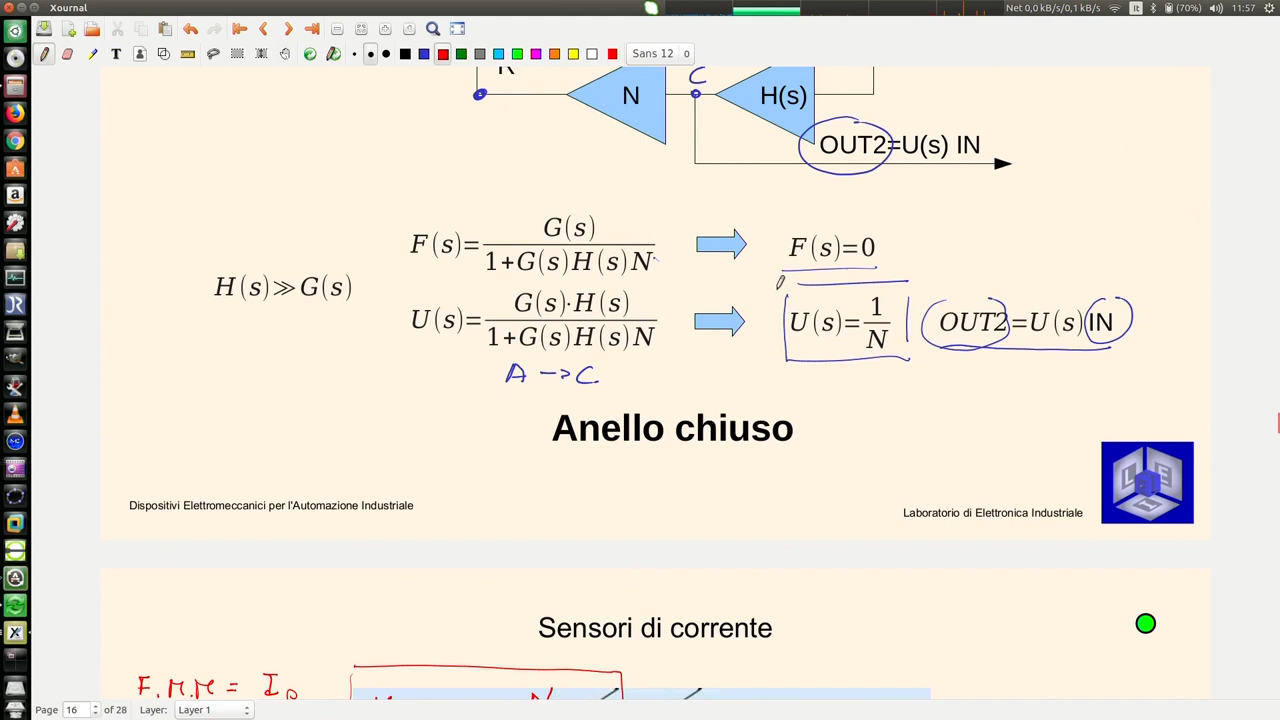 Xournal
Net 0,0 kB/s/0,1 kB/s It (70%) 11:57
T Sans 12 0
C
N H(s)
OUT2=U(s) IN
F(s)=G(s)/1+G(s)H(s)N F(s)=0
H(s)≫G(s)
U(s)=G(s)·H(s)/1+G(s)H(s)N U(s)=1/N OUT2=U(s)IN
A → C
Anello chiuso
Dispositivi Elettromeccanici per l'Automazione Industriale
Laboratorio di Elettronica Industriale
Sensori di corrente
F.M.M = I
N
Page 16 of 28 Layer: Layer 1